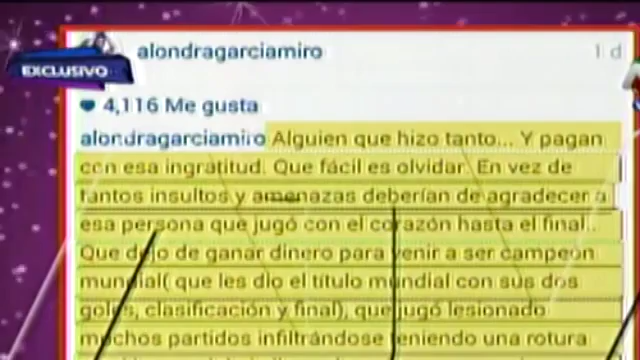 EXCLUSIVO
alondragarciamiro
1 d
4,116 Me gusta
alondragarciamiro Alguien que hizo tanto... Y pagan
con esa ingratitud. Que fácil es olvidar. En vez de
tantos insultos y amenazas deberían de agradecer a
esa persona que jugó con el corazón hasta el final..
Que dejo de ganar dinero para venir a ser campeón
mundial( que les dio el título mundial con sus dos
goles, clasificación y final), que jugó lesionado
muchos partidos infiltrándose teniendo una rotura